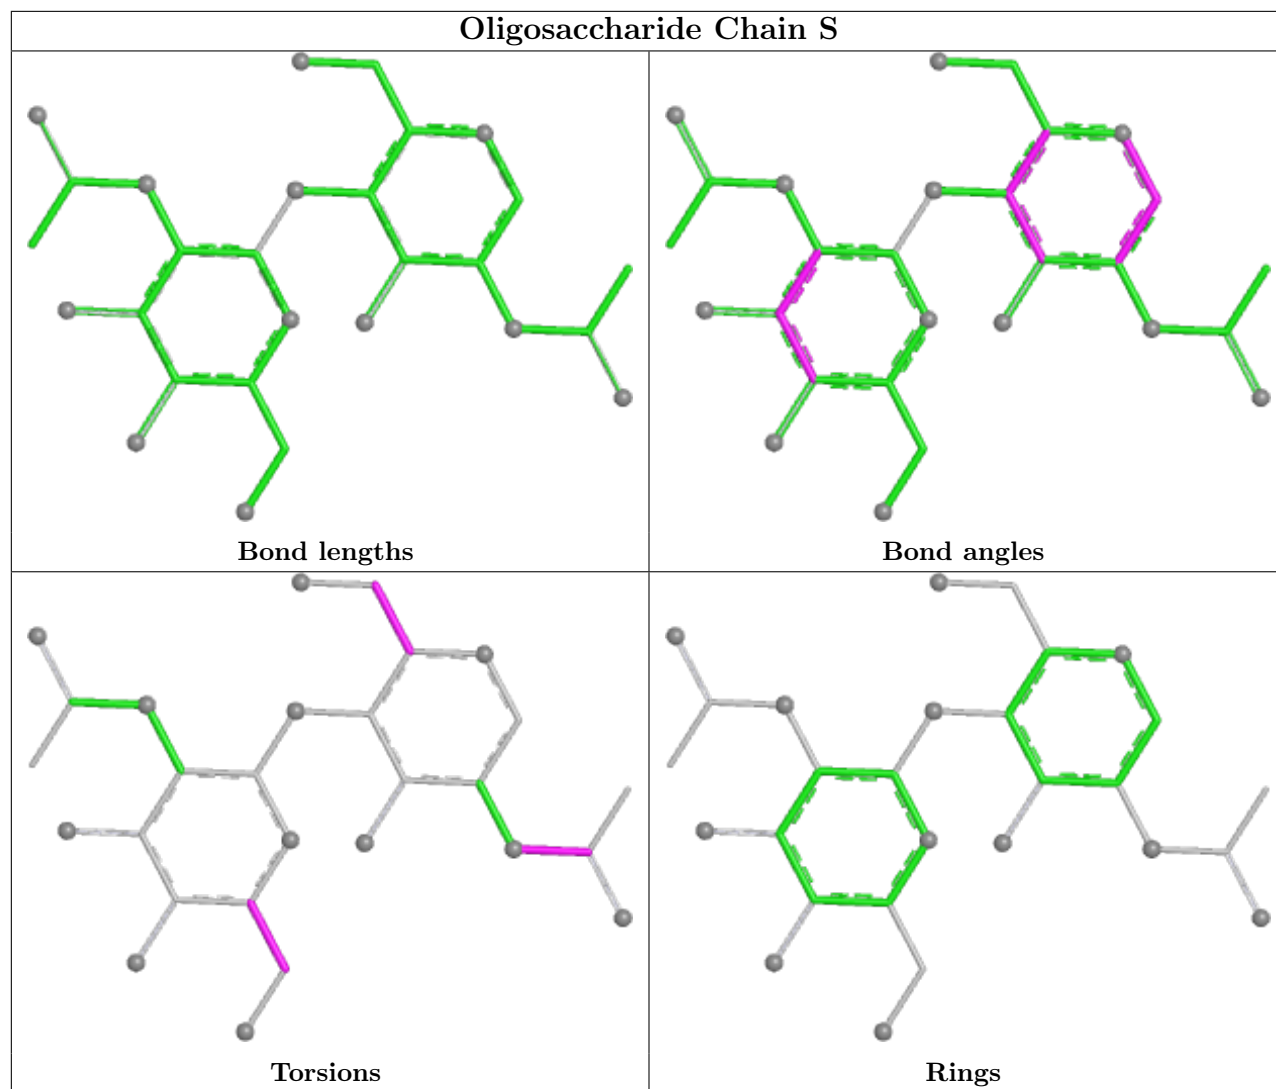 Oligosaccharide Chain S
Bond lengths
Bond angles
Torsions
Rings